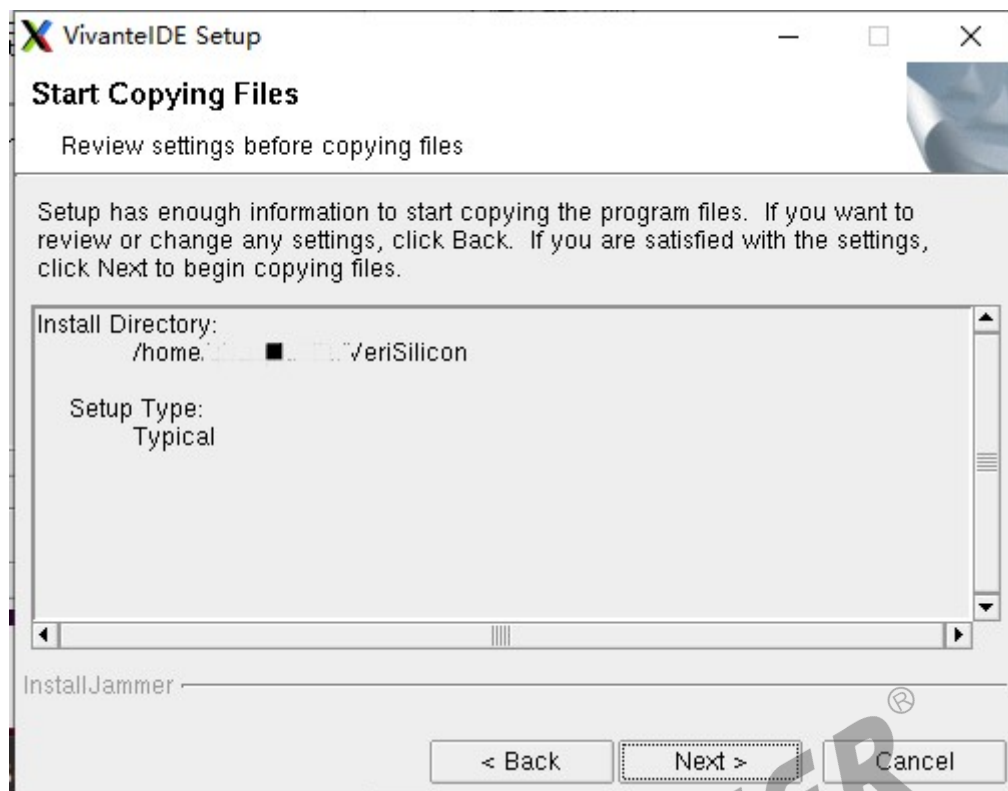 VivanteIDE Setup
Start Copying Files
Review settings before copying files
Setup has enough information to start copying the program files. If you want to
review or change any settings, click Back. If you are satisfied with the settings,
click Next to begin copying files.
Install Directory:
/home/ VeriSilicon
Setup Type:
Typical
InstallJammer
®
< Back
Next >
Cancel